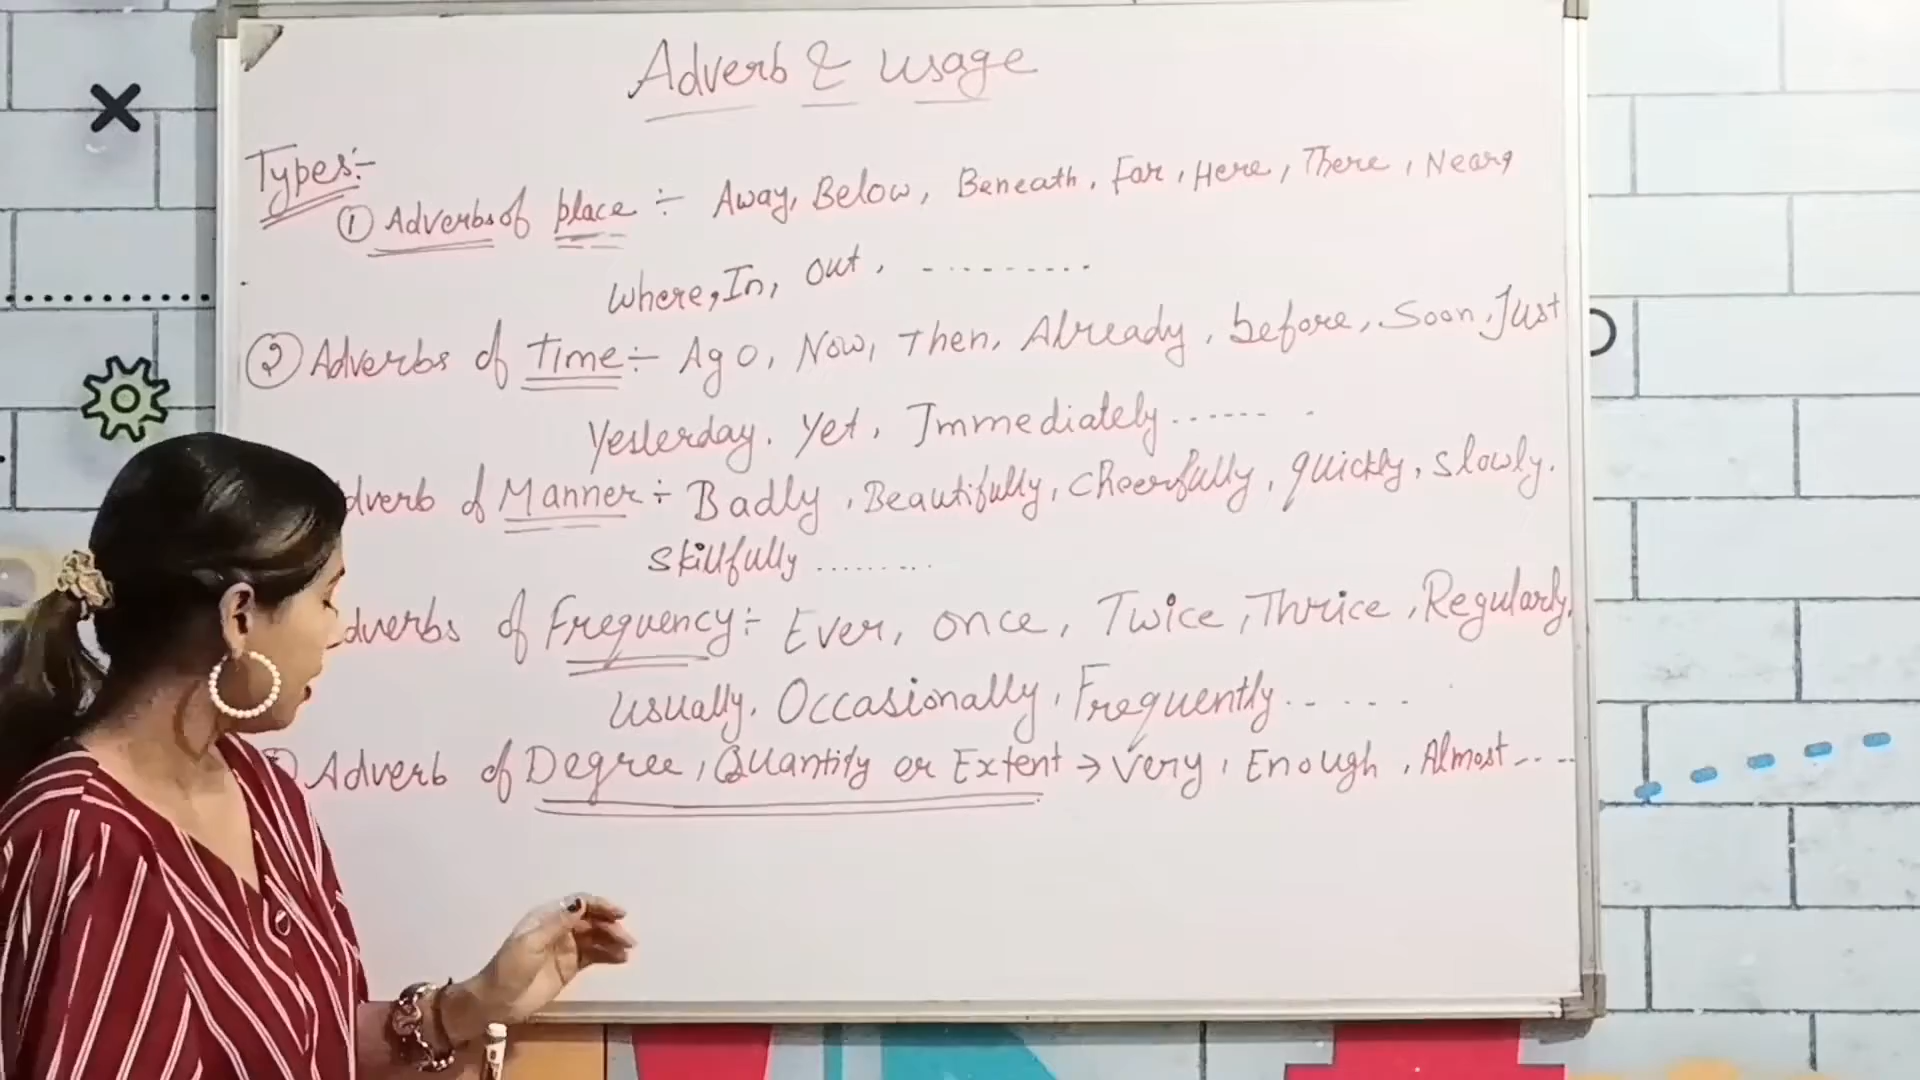 Adverb & Usage
Types:-
① Adverbs of place ÷ Away, Below, Beneath, Far, Here, There, Near,
Where, In, Out, ..........
② Adverbs of Time ÷ Ago, Now, Then, Already, before, Soon, Just
Yesterday. Yet, Immediately.......
dverb of Manner ÷ Badly, Beautifully, Cheerfully, quickly, slowly.
Skillfully .........
dverbs of Frequency ÷ Ever, Once, Twice, Thrice, Regularly,
Usually, Occasionally, Frequently......
Adverb of Degree, Quantity or Extent → Very, Enough, Almost....